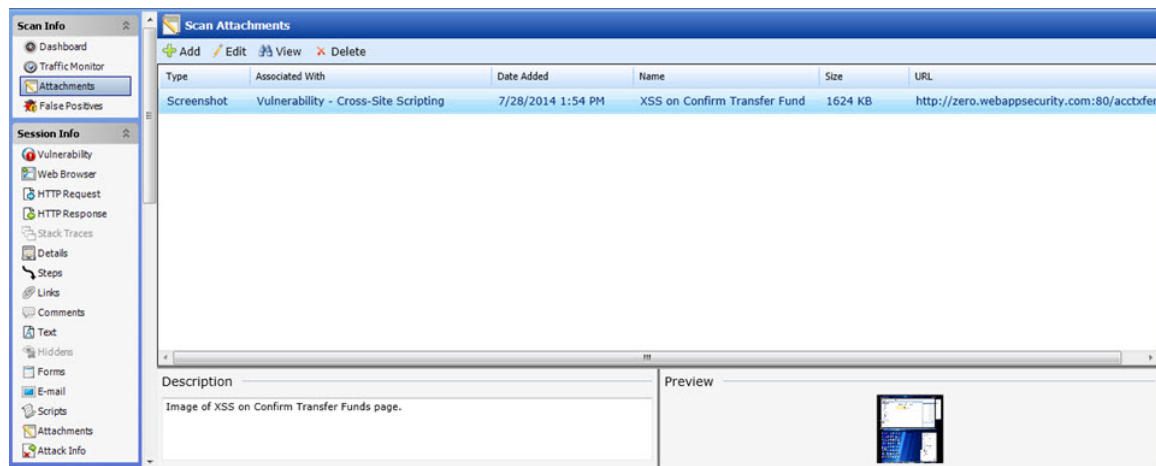 Scan Info
Dashboard
Traffic Monitor
Attachments
False Positives
Session Info
Vulnerability
Web Browser
HTTP Request
HTTP Response
Stack Traces
Details
Steps
Links
Comments
Text
Hiddens
Forms
E-mail
Scripts
Attachments
Attack Info
Scan Attachments
Add Edit View Delete
Type Associated With Date Added Name Size URL
Screenshot Vulnerability - Cross-Site Scripting 7/28/2014 1:54 PM XSS on Confirm Transfer Fund 1624 KB http://zero.webappsecurity.com:80/acctxfer
Description
Image of XSS on Confirm Transfer Funds page.
Preview